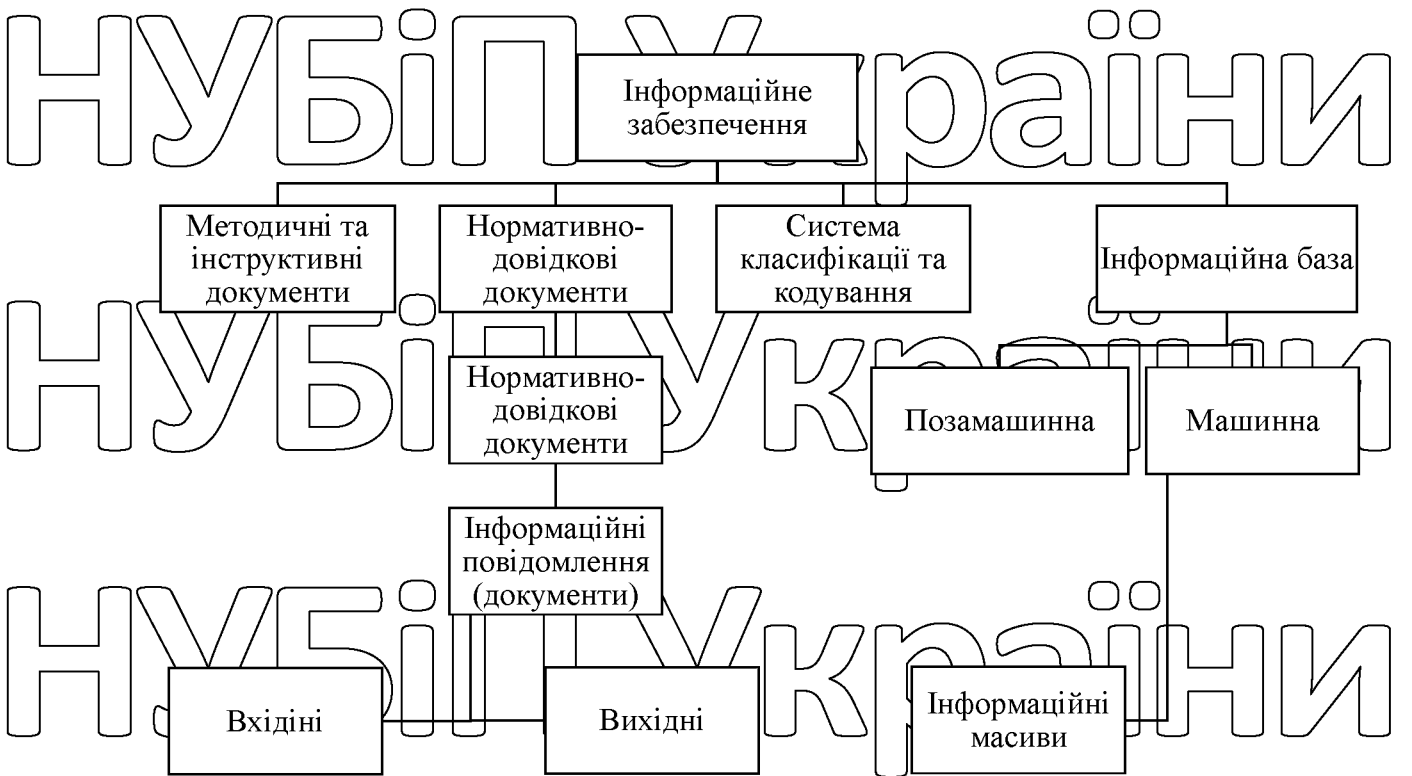 НУБіП України
Інформаційне
забезпечення
Методичні та
інструктивні
документи
Нормативно-
довідкові
документи
Система
класифікації та
кодування
Інформаційна база
НУБіП України
Нормативно-
довідкові
документи
Позамашинна
Машинна
Інформаційні
повідомлення
(документи)
НУБіП України
Вхідіні
Вихідні
Інформаційні
масиви